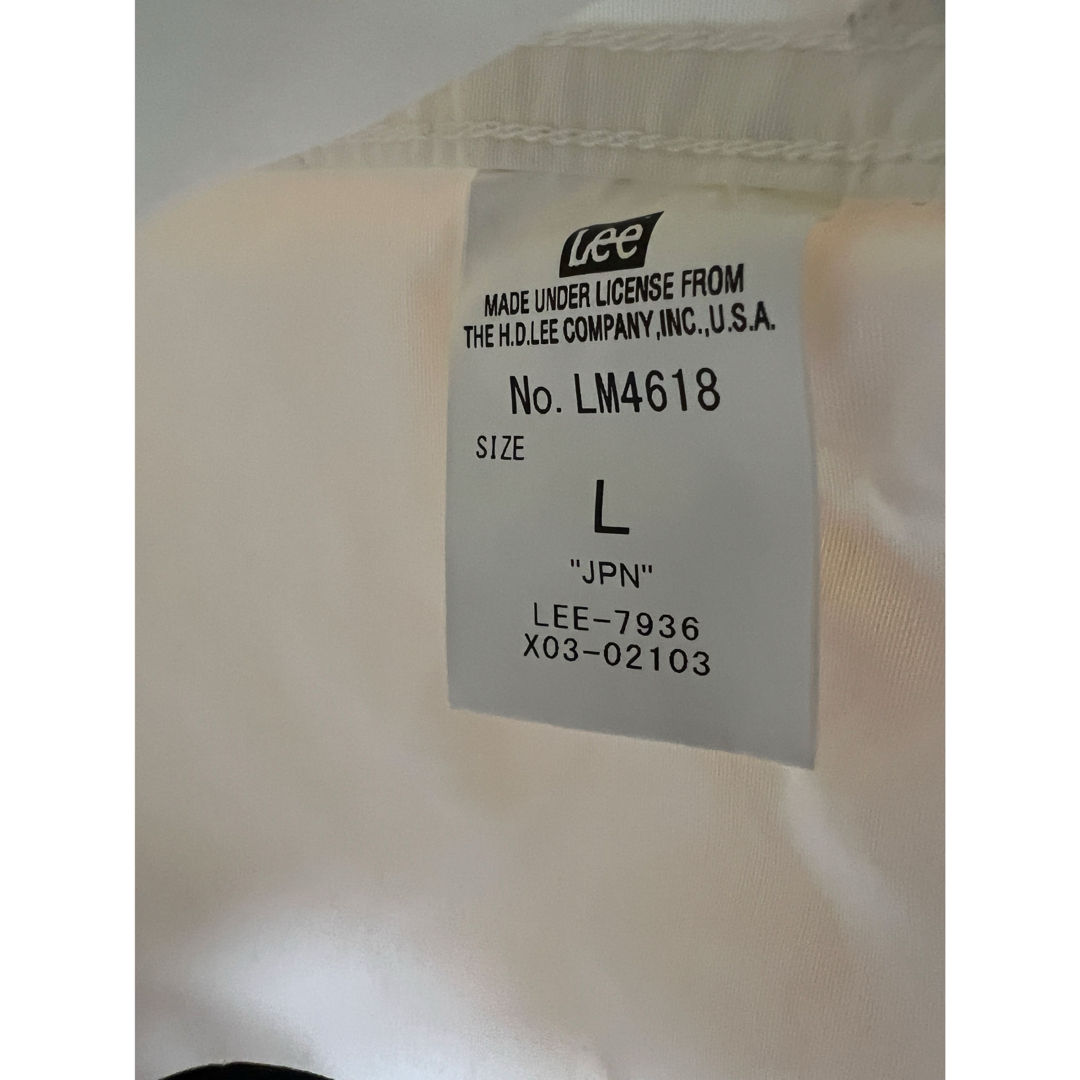 Lee
MADE UNDER LICENSE FROM
THE H.D.LEE COMPANY,INC.,U.S.A.
No. LM4618
SIZE
L
"JPN"
LEE-7936
X03-02103